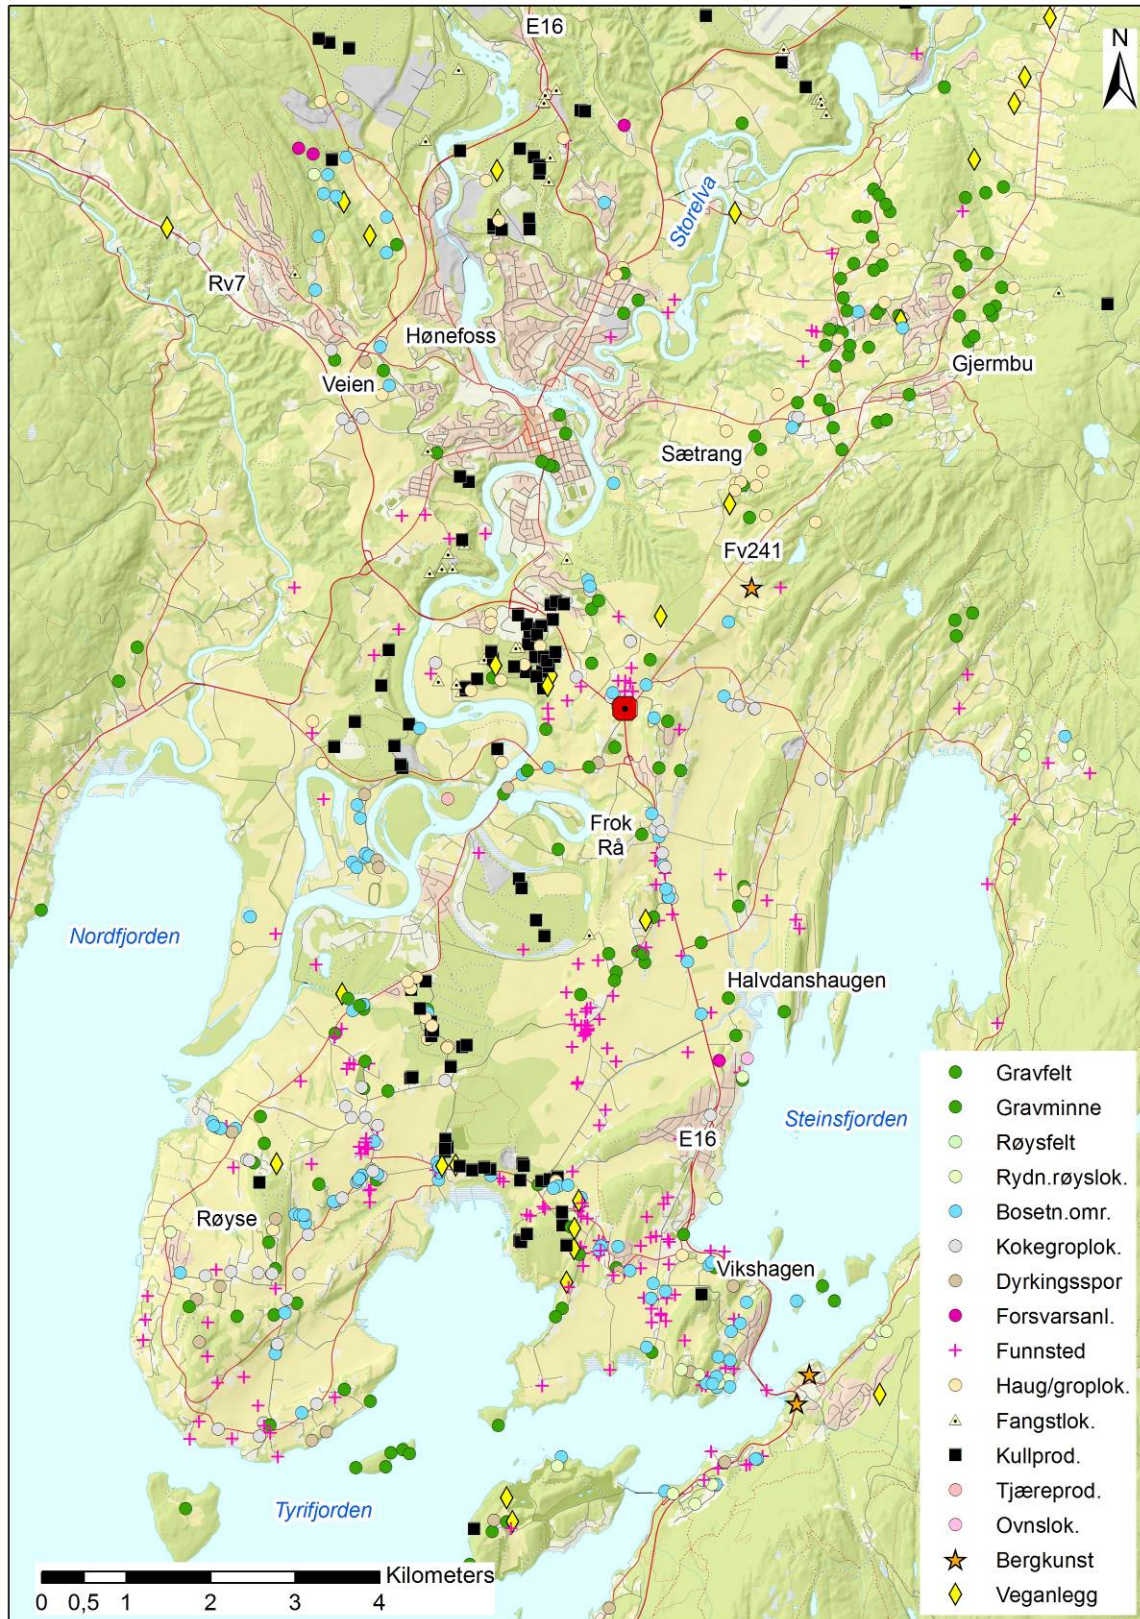 E16
N
Storelva
Rv7
Hønefoss
Veien
Gjermbu
Sætrang
Fv241
Frok
Rå
Nordfjorden
Halvdanshaugen
Steinsfjorden
E16
Røyse
Vikshagen
Tyrifjorden
Gravfelt
Gravminne
Røysfelt
Rydn.røyslok.
Bosetn.omr.
Kokegroplok.
Dyrkingsspor
Forsvarsanl.
Funnsted
Haug/groplok.
Fangstlok.
Kullprod.
Tjæreprod.
Ovnslok.
Bergkunst
Veganlegg
Kilometers
0 0,5 1 2 3 4